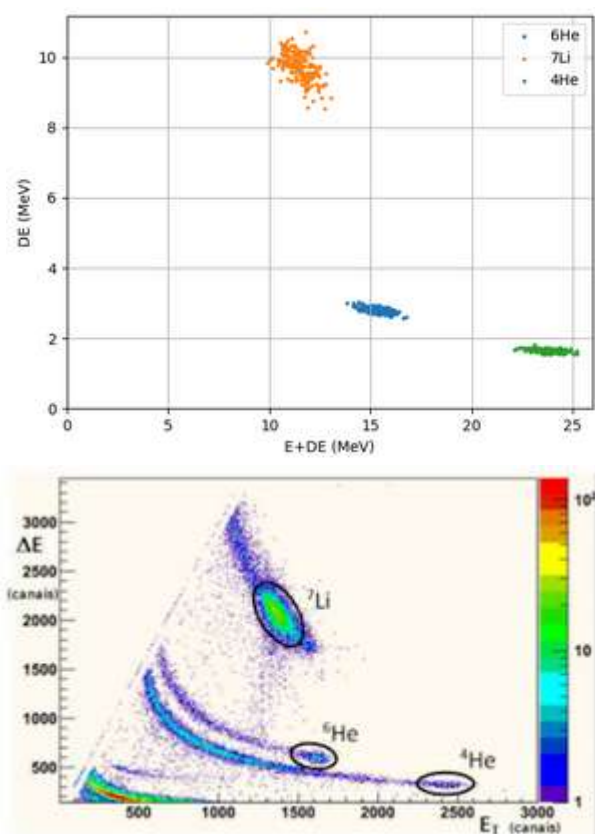 10
8
6
4
2
0
DE (MeV)
6He
7Li
4He
0 5 10 15 20 25
E+DE (MeV)
3000
ΔE
(canais)
2500
2000
1500
1000
500
⁷Li
⁶He
⁴He
10²
10
1
500 1000 1500 2000 2500 3000
E_T (canais)